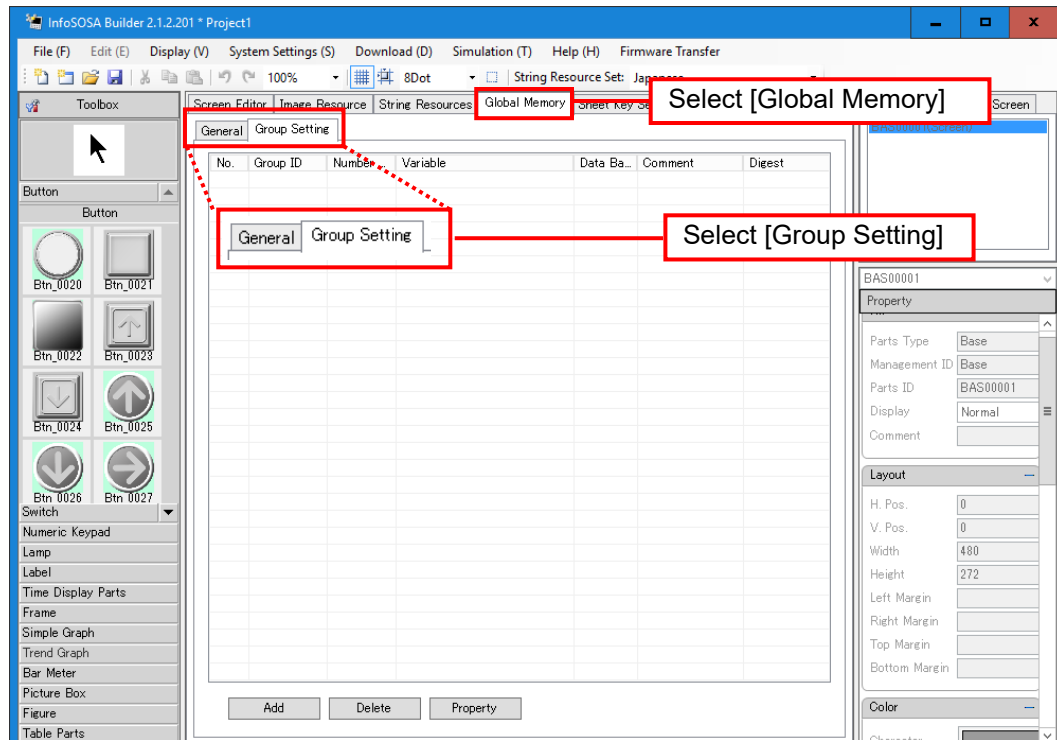 InfoSOSA Builder 2.1.2.201 * Project1
File (F) Edit (E) Display (V) System Settings (S) Download (D) Simulation (T) Help (H) Firmware Transfer
100% 8Dot String Resource Set:
Toolbox
Screen Editor Image Resource String Resources Global Memory Sheet Key Screen
Select [Global Memory]
General Group Setting
No. Group ID Number... Variable Data Ba... Comment Digest
General Group Setting
Select [Group Setting]
Button
Button
Btn_0020 Btn_0021
Btn_0022 Btn_0023
Btn_0024 Btn_0025
Btn_0026 Btn_0027
Switch
Numeric Keypad
Lamp
Label
Time Display Parts
Frame
Simple Graph
Trend Graph
Bar Meter
Picture Box
Figure
Table Parts
Add Delete Property
BAS00001
Property
Parts Type Base
Management ID Base
Parts ID BAS00001
Display Normal
Comment
Layout
H. Pos. 0
V. Pos. 0
Width 480
Height 272
Left Margin
Right Margin
Top Margin
Bottom Margin
Color